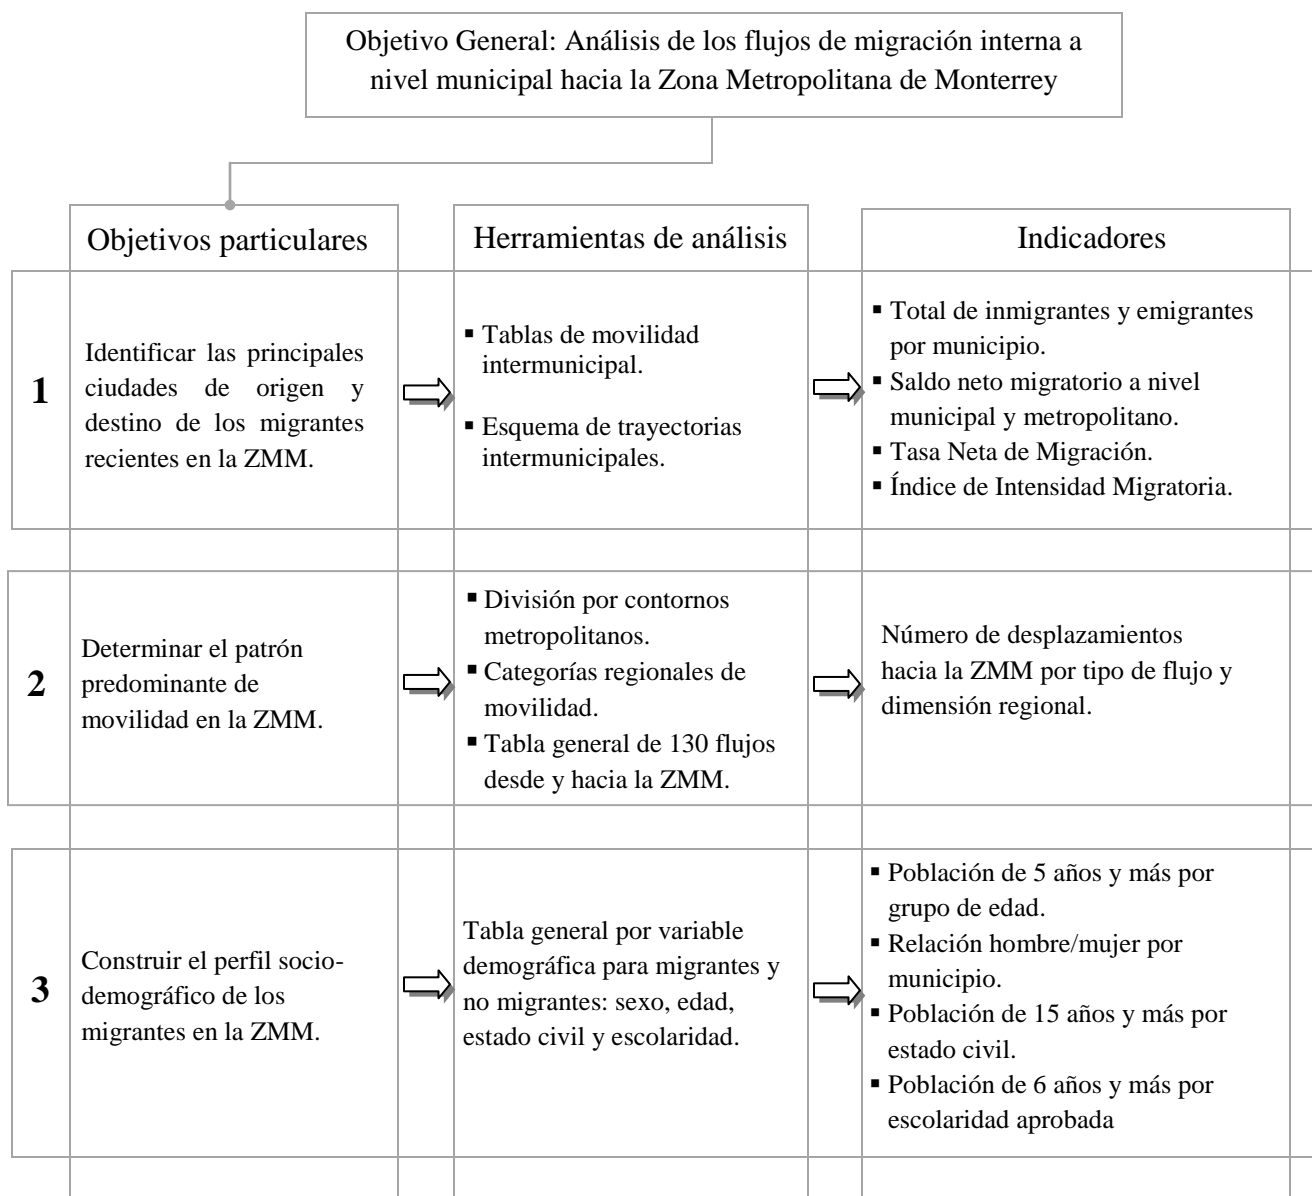 Objetivo General: Análisis de los flujos de migración interna a
nivel municipal hacia la Zona Metropolitana de Monterrey
Objetivos particulares
Herramientas de análisis
Indicadores
1
Identificar las principales
ciudades de origen y
destino de los migrantes
recientes en la ZMM.
▪ Tablas de movilidad
intermunicipal.
▪ Esquema de trayectorias
intermunicipales.
▪ Total de inmigrantes y emigrantes
por municipio.
▪ Saldo neto migratorio a nivel
municipal y metropolitano.
▪ Tasa Neta de Migración.
▪ Índice de Intensidad Migratoria.
2
Determinar el patrón
predominante de
movilidad en la ZMM.
▪ División por contornos
metropolitanos.
▪ Categorías regionales de
movilidad.
▪ Tabla general de 130 flujos
desde y hacia la ZMM.
Número de desplazamientos
hacia la ZMM por tipo de flujo y
dimensión regional.
3
Construir el perfil socio-
demográfico de los
migrantes en la ZMM.
Tabla general por variable
demográfica para migrantes y
no migrantes: sexo, edad,
estado civil y escolaridad.
▪ Población de 5 años y más por
grupo de edad.
▪ Relación hombre/mujer por
municipio.
▪ Población de 15 años y más por
estado civil.
▪ Población de 6 años y más por
escolaridad aprobada